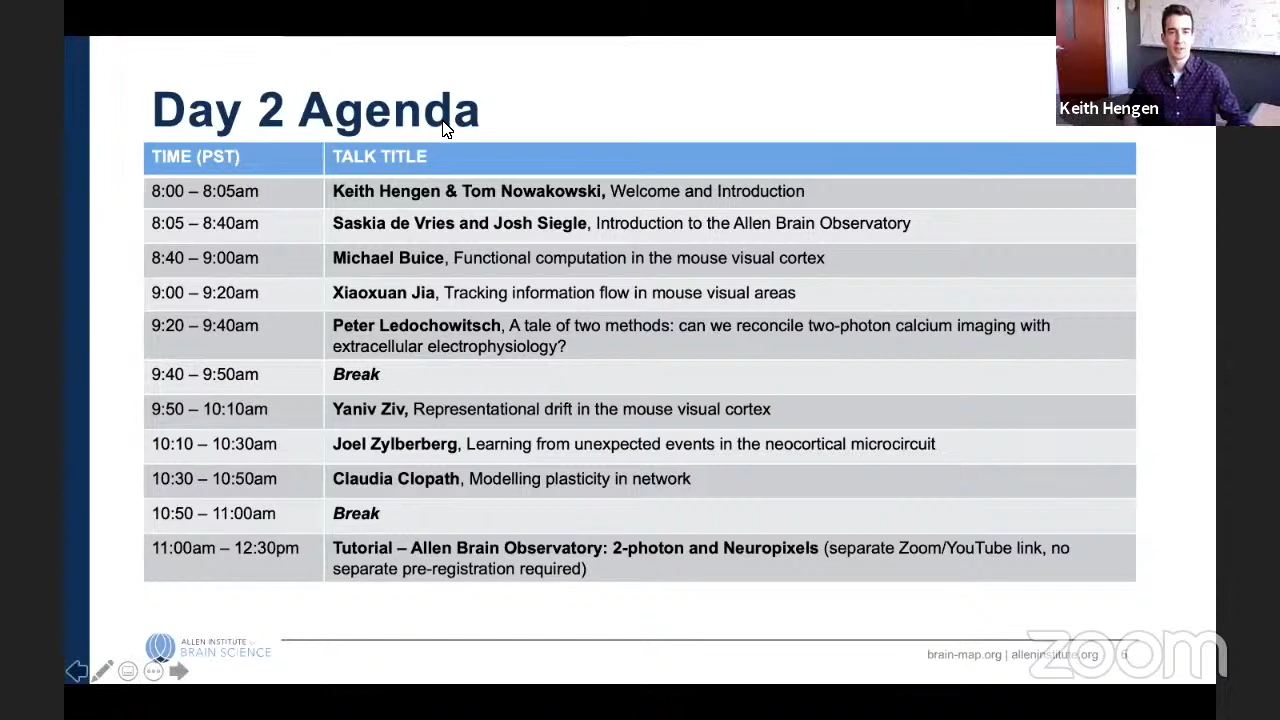 Keith Hengen
Day 2 Agenda
TIME (PST) TALK TITLE
8:00 – 8:05am Keith Hengen & Tom Nowakowski, Welcome and Introduction
8:05 – 8:40am Saskia de Vries and Josh Siegle, Introduction to the Allen Brain Observatory
8:40 – 9:00am Michael Buice, Functional computation in the mouse visual cortex
9:00 – 9:20am Xiaoxuan Jia, Tracking information flow in mouse visual areas
9:20 – 9:40am Peter Ledochowitsch, A tale of two methods: can we reconcile two-photon calcium imaging with
extracellular electrophysiology?
9:40 – 9:50am Break
9:50 – 10:10am Yaniv Ziv, Representational drift in the mouse visual cortex
10:10 – 10:30am Joel Zylberberg, Learning from unexpected events in the neocortical microcircuit
10:30 – 10:50am Claudia Clopath, Modelling plasticity in network
10:50 – 11:00am Break
11:00am – 12:30pm Tutorial – Allen Brain Observatory: 2-photon and Neuropixels (separate Zoom/YouTube link, no
separate pre-registration required)
ALLEN INSTITUTE for
BRAIN SCIENCE
brain-map.org | alleninstitute.org
zoom